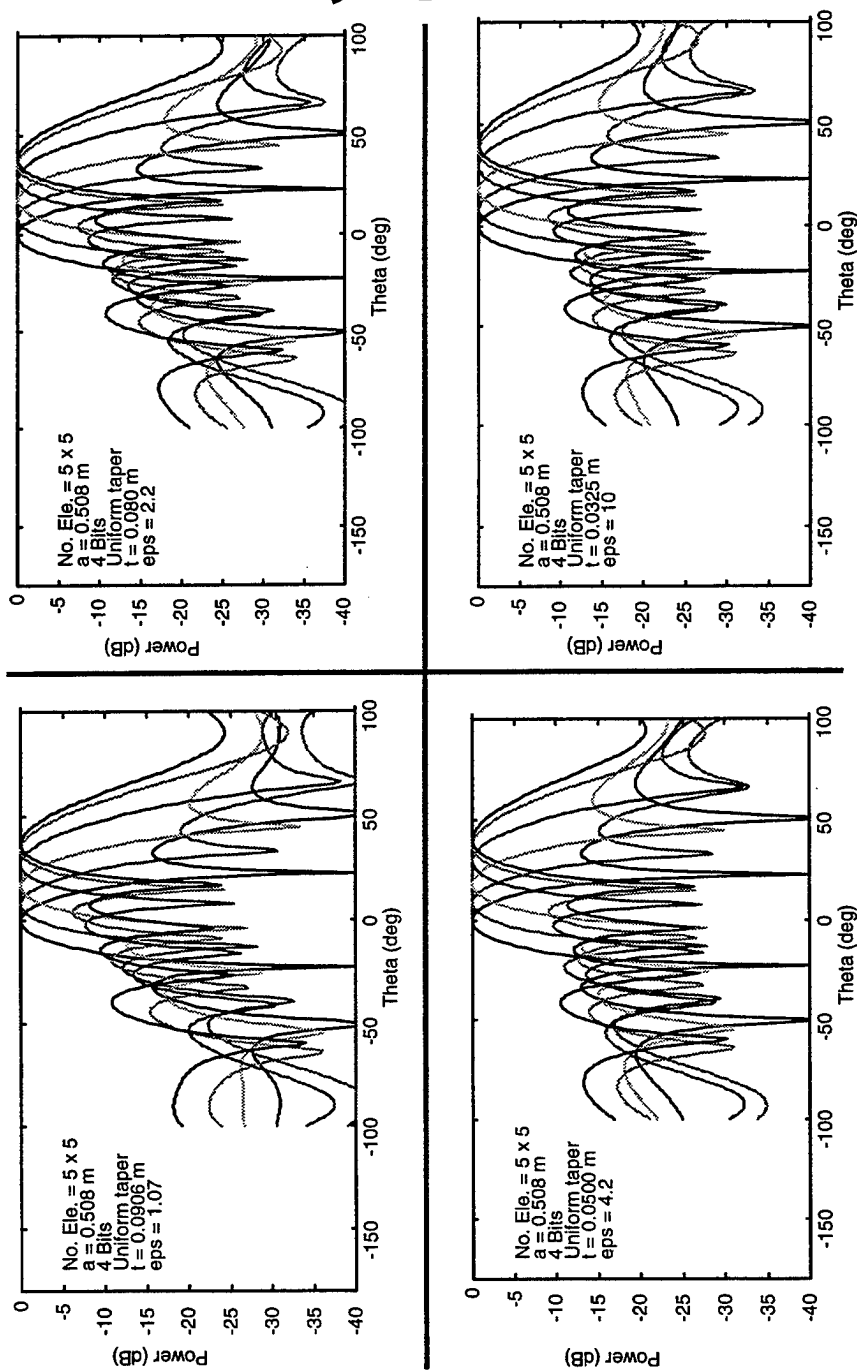 No. Ele. = 5 x 5
a = 0.508 m
4 Bits
Uniform taper
t = 0.0906 m
eps = 1.07
0
-5
-10
-15
-20
-25
-30
-35
-40
Power (dB)
-150
-100
-50
0
50
100
Theta (deg)
No. Ele. = 5 x 5
a = 0.508 m
4 Bits
Uniform taper
t = 0.080 m
eps = 2.2
0
-5
-10
-15
-20
-25
-30
-35
-40
Power (dB)
-150
-100
-50
0
50
100
Theta (deg)
No. Ele. = 5 x 5
a = 0.508 m
4 Bits
Uniform taper
t = 0.0500 m
eps = 4.2
0
-5
-10
-15
-20
-25
-30
-35
-40
Power (dB)
-150
-100
-50
0
50
100
Theta (deg)
No. Ele. = 5 x 5
a = 0.508 m
4 Bits
Uniform taper
t = 0.0325 m
eps = 10
0
-5
-10
-15
-20
-25
-30
-35
-40
Power (dB)
-150
-100
-50
0
50
100
Theta (deg)